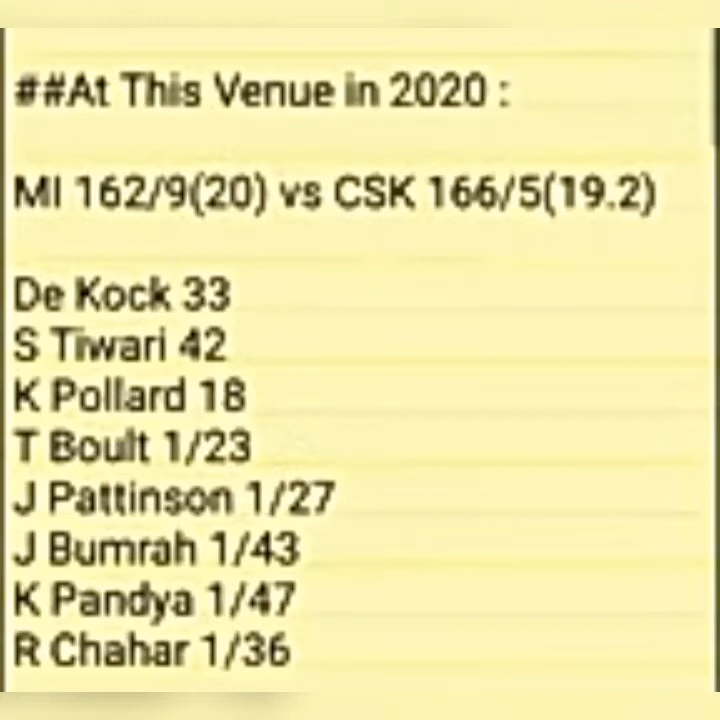 ##At This Venue in 2020 :
MI 162/9(20) vs CSK 166/5(19.2)
De Kock 33
S Tiwari 42
K Pollard 18
T Boult 1/23
J Pattinson 1/27
J Bumrah 1/43
K Pandya 1/47
R Chahar 1/36